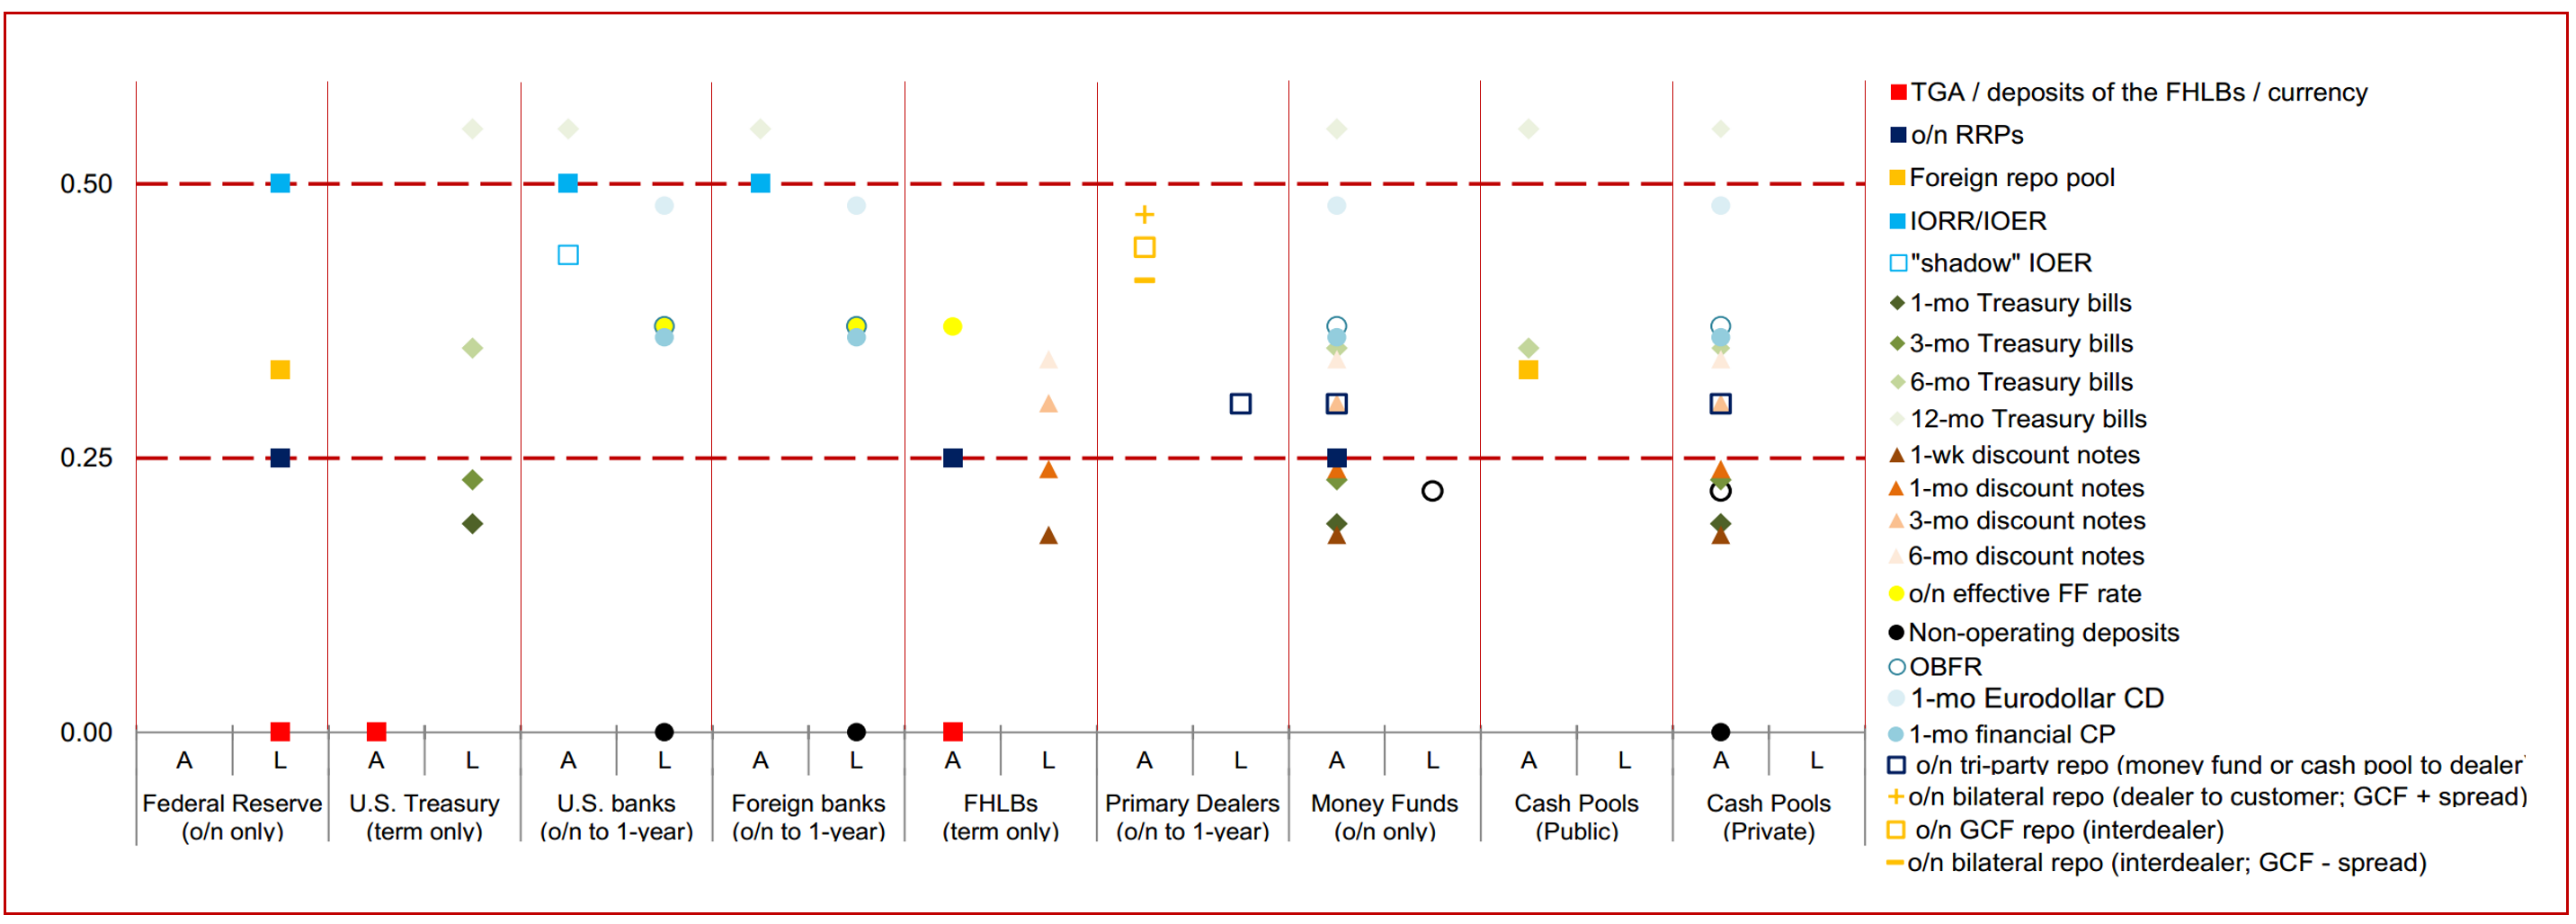 0.50
0.25
0.00
A L A L A L A L A L A L A L A L A L
Federal Reserve
(o/n only)
U.S. Treasury
(term only)
U.S. banks
(o/n to 1-year)
Foreign banks
(o/n to 1-year)
FHLBs
(term only)
Primary Dealers
(o/n to 1-year)
Money Funds
(o/n only)
Cash Pools
(Public)
Cash Pools
(Private)
TGA / deposits of the FHLBs / currency
o/n RRPs
Foreign repo pool
IORR/IOER
"shadow" IOER
1-mo Treasury bills
3-mo Treasury bills
6-mo Treasury bills
12-mo Treasury bills
1-wk discount notes
1-mo discount notes
3-mo discount notes
6-mo discount notes
o/n effective FF rate
Non-operating deposits
OBFR
1-mo Eurodollar CD
1-mo financial CP
o/n tri-party repo (money fund or cash pool to dealer
o/n bilateral repo (dealer to customer; GCF + spread)
o/n GCF repo (interdealer)
o/n bilateral repo (interdealer; GCF - spread)